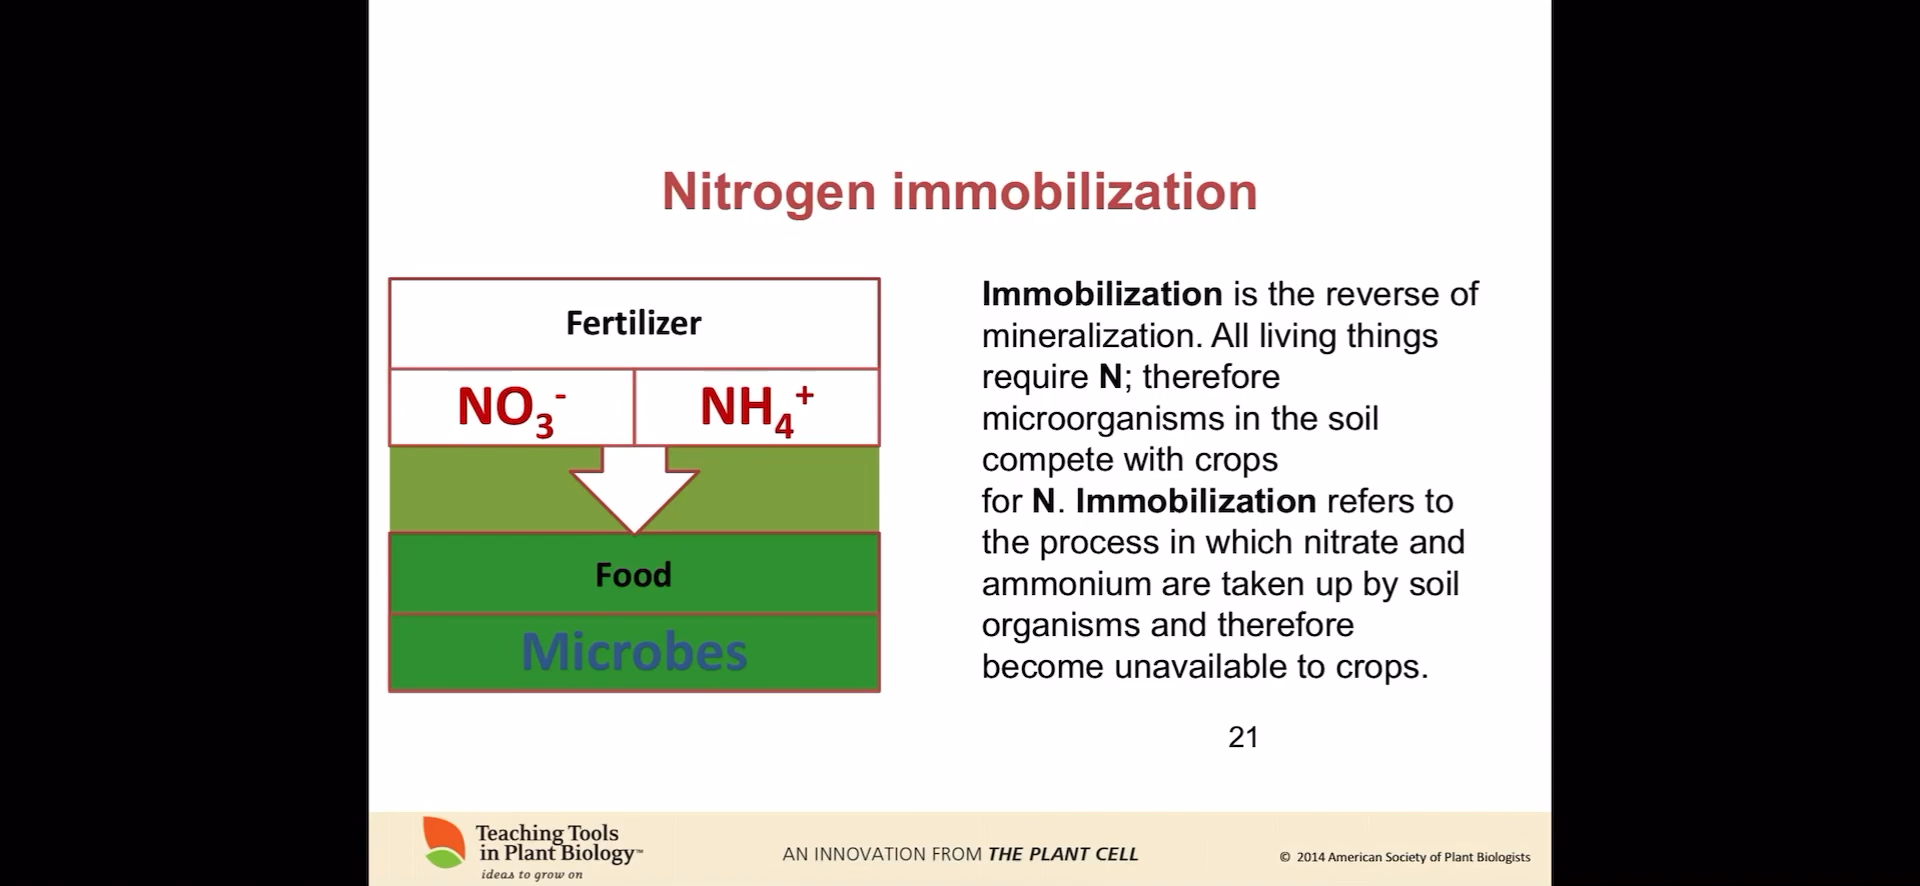 Nitrogen immobilization
Fertilizer
NO₃⁻ NH₄⁺
Food
Microbes
Immobilization is the reverse of
mineralization. All living things
require N; therefore
microorganisms in the soil
compete with crops
for N. Immobilization refers to
the process in which nitrate and
ammonium are taken up by soil
organisms and therefore
become unavailable to crops.
21
Teaching Tools
in Plant Biology™
ideas to grow on
AN INNOVATION FROM THE PLANT CELL
© 2014 American Society of Plant Biologists